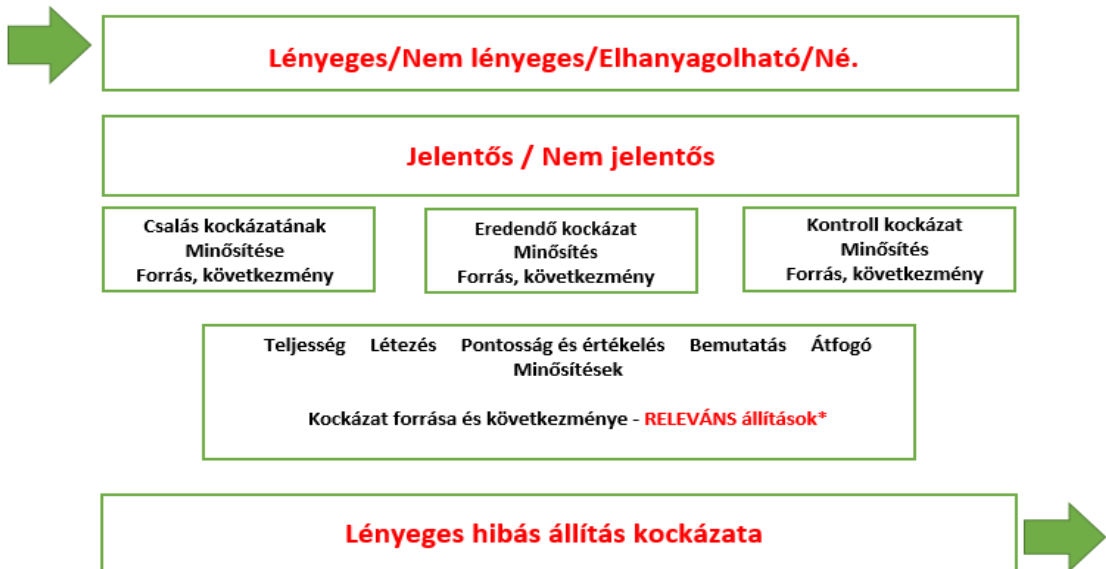 Lényeges/Nem lényeges/Elhanyagolható/Né.
Jelentős / Nem jelentős
Csalás kockázatának
Minősítése
Forrás, következmény
Eredendő kockázat
Minősítés
Forrás, következmény
Kontroll kockázat
Minősítés
Forrás, következmény
Teljesség Létezés Pontosság és értékelés Bemutatás Átfogó
Minősítések
Kockázat forrása és következménye - RELEVÁNS állítások*
Lényeges hibás állítás kockázata